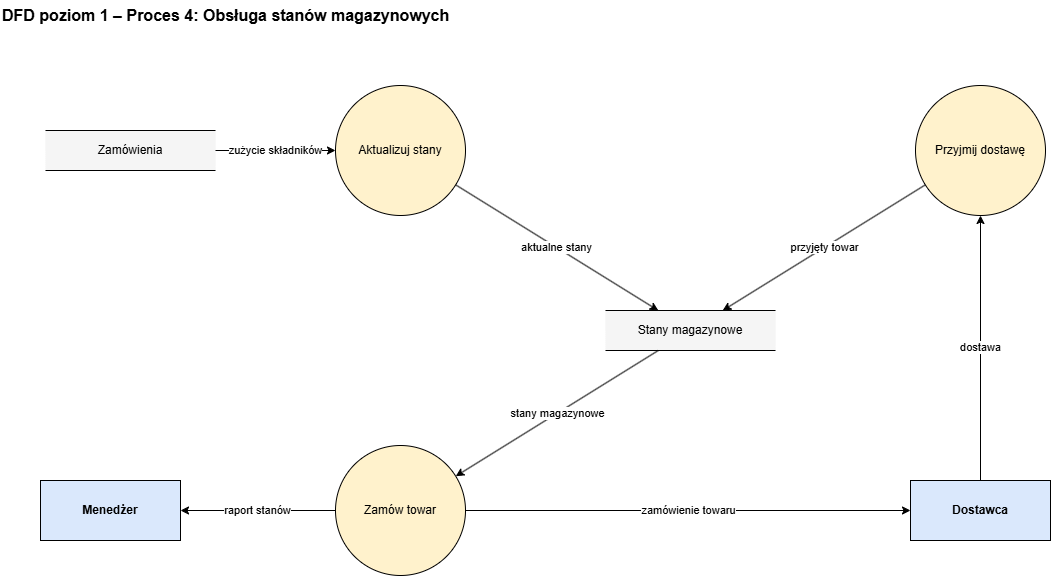 DFD poziom 1 – Proces 4: Obsługa stanów magazynowych
Zamówienia
zużycie składników
Aktualizuj stany
Przyjmij dostawę
aktualne stany
przyjęty towar
Stany magazynowe
dostawa
stany magazynowe
Menedżer
raport stanów
Zamów towar
zamówienie towaru
Dostawca